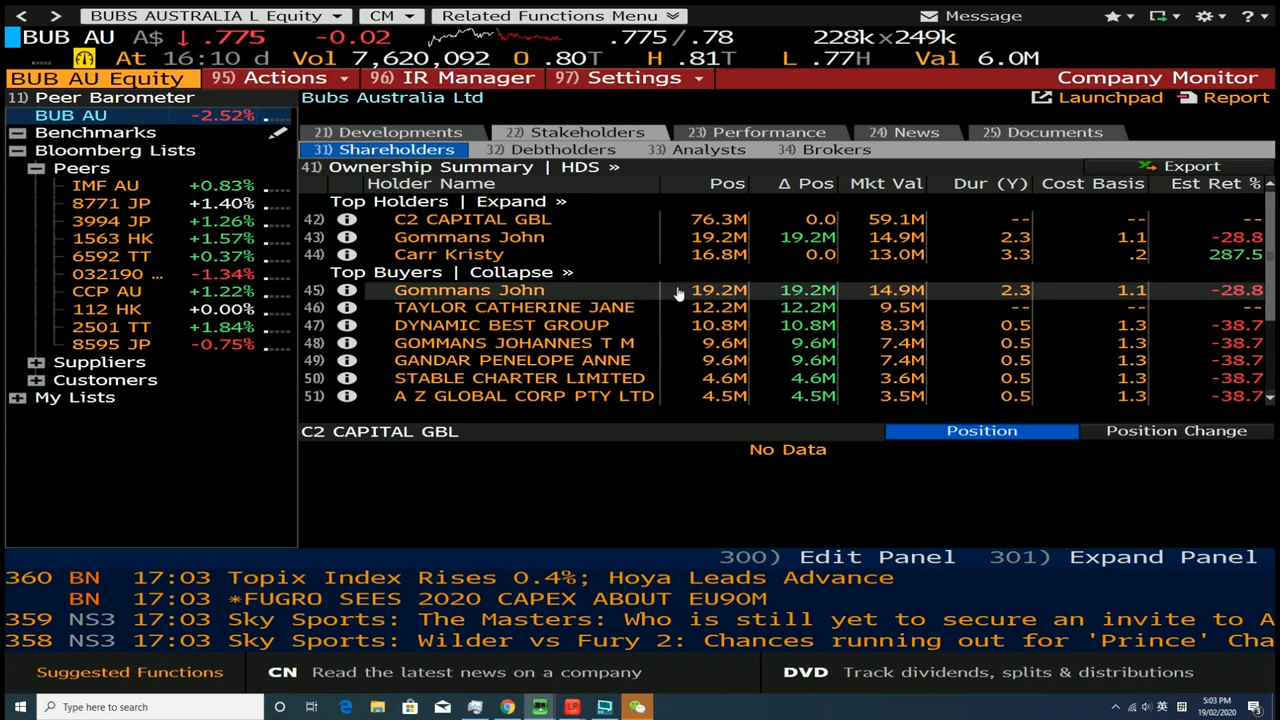 BUBS AUSTRALIA L Equity CM Related Functions Menu Message
BUB AU A$ .775 -0.02 .775/.78 228k×249k
At 16:10 d Vol 7,620,092 O .80T H .81T L .77H Val 6.0M
BUB AU Equity 95) Actions 96) IR Manager 97) Settings Company Monitor
11) Peer Barometer Bubs Australia Ltd Launchpad Report
BUB AU -2.52%
Benchmarks 21) Developments 22) Stakeholders 23) Performance 24) News 25) Documents
Bloomberg Lists 31) Shareholders 32) Debtholders 33) Analysts 34) Brokers
Peers 41) Ownership Summary | HDS » Export
IMF AU +0.83% Holder Name Pos Δ Pos Mkt Val Dur (Y) Cost Basis Est Ret %
8771 JP +1.40% Top Holders | Expand »
3994 JP +1.26% 42) C2 CAPITAL GBL 76.3M 0.0 59.1M -- -- --
1563 HK +1.57% 43) Gommans John 19.2M 19.2M 14.9M 2.3 1.1 -28.8
6592 TT +0.37% 44) Carr Kristy 16.8M 0.0 13.0M 3.3 .2 287.5
032190 ... -1.34% Top Buyers | Collapse »
CCP AU +1.22% 45) Gommans John 19.2M 19.2M 14.9M 2.3 1.1 -28.8
112 HK +0.00% 46) TAYLOR CATHERINE JANE 12.2M 12.2M 9.5M -- -- --
2501 TT +1.84% 47) DYNAMIC BEST GROUP 10.8M 10.8M 8.3M 0.5 1.3 -38.7
8595 JP -0.75% 48) GOMMANS JOHANNES T M 9.6M 9.6M 7.4M 0.5 1.3 -38.7
Suppliers 49) GANDAR PENELOPE ANNE 9.6M 9.6M 7.4M 0.5 1.3 -38.7
Customers 50) STABLE CHARTER LIMITED 4.6M 4.6M 3.6M 0.5 1.3 -38.7
My Lists 51) A Z GLOBAL CORP PTY LTD 4.5M 4.5M 3.5M 0.5 1.3 -38.7
C2 CAPITAL GBL Position Position Change
No Data
300) Edit Panel 301) Expand Panel
360 BN 17:03 Topix Index Rises 0.4%; Hoya Leads Advance
BN 17:03 *FUGRO SEES 2020 CAPEX ABOUT EU90M
359 NS3 17:03 Sky Sports: The Masters: Who is still yet to secure an invite to A
358 NS3 17:03 Sky Sports: Wilder vs Fury 2: Chances running out for 'Prince' Cha
Suggested Functions CN Read the latest news on a company DVD Track dividends, splits & distributions
Type here to search 英 拼 5:03 PM
19/02/2020